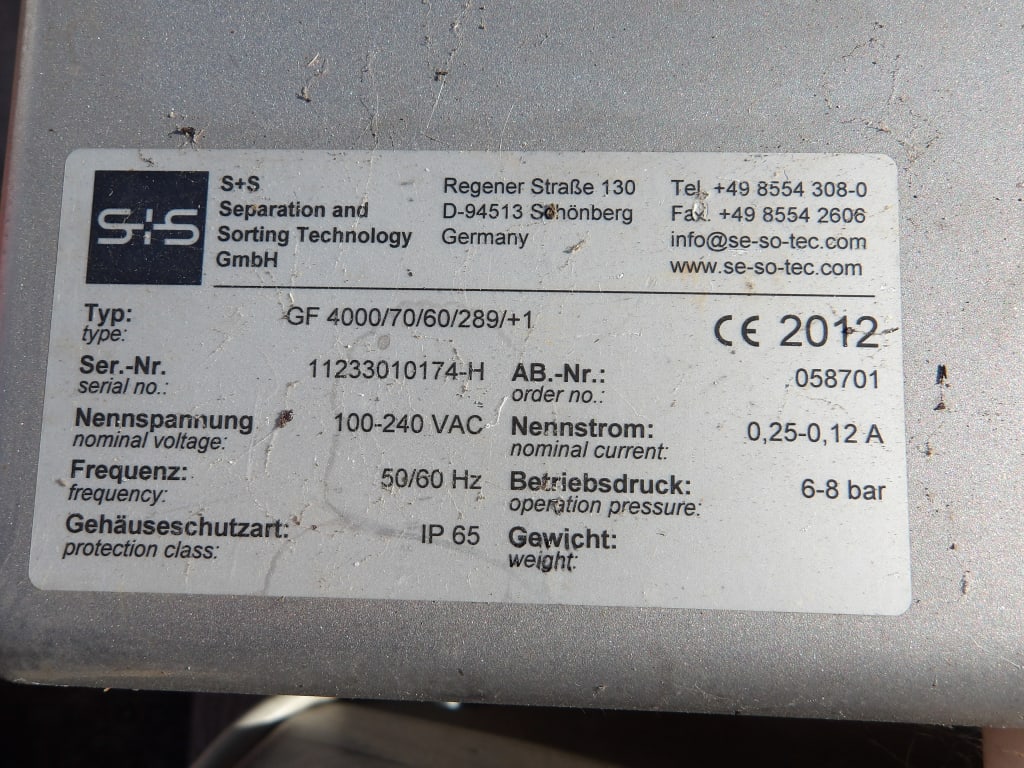 S+S
S+S
Separation and
Sorting Technology
GmbH
Regener Straße 130
D-94513 Schönberg
Germany
Tel. +49 8554 308-0
Fax. +49 8554 2606
info@se-so-tec.com
www.se-so-tec.com
Typ: GF 4000/70/60/289/+1
type:
CE 2012
Ser.-Nr. 11233010174-H
serial no.:
AB.-Nr.: 058701
order no.:
Nennspannung 100-240 VAC
nominal voltage:
Nennstrom: 0,25-0,12 A
nominal current:
Frequenz: 50/60 Hz
frequency:
Betriebsdruck: 6-8 bar
operation pressure:
Gehäuseschutzart: IP 65
protection class:
Gewicht:
weight: